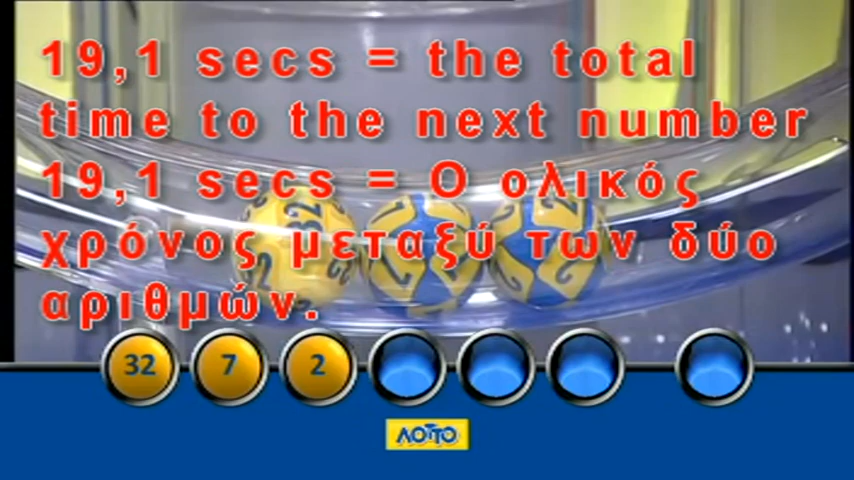 19,1 secs = the total
time to the next number
19,1 secs = Ο ολικός
χρόνος μεταξύ των δύο
αριθμών.
32 7 2
ΛΟΤΤΟ